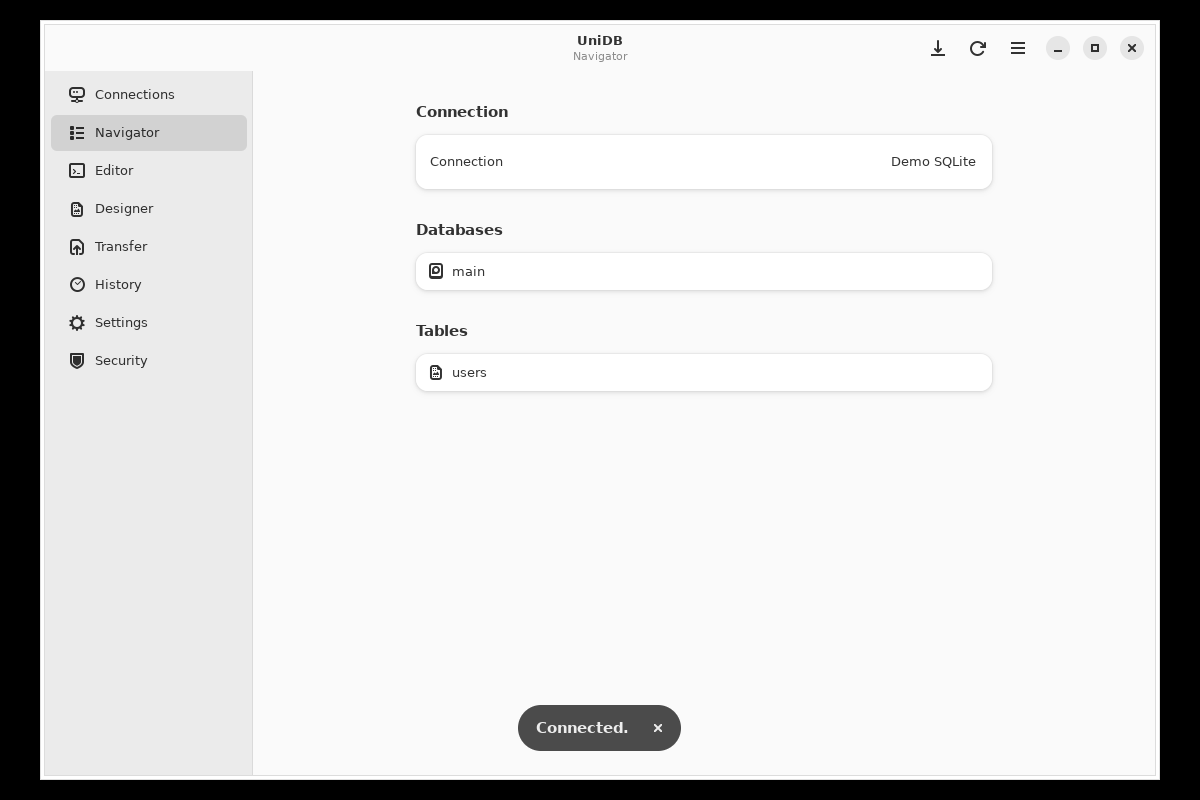 UniDB
Navigator
Connections
Navigator
Editor
Designer
Transfer
History
Settings
Security
Connection
Connection
Demo SQLite
Databases
main
Tables
users
Connected.